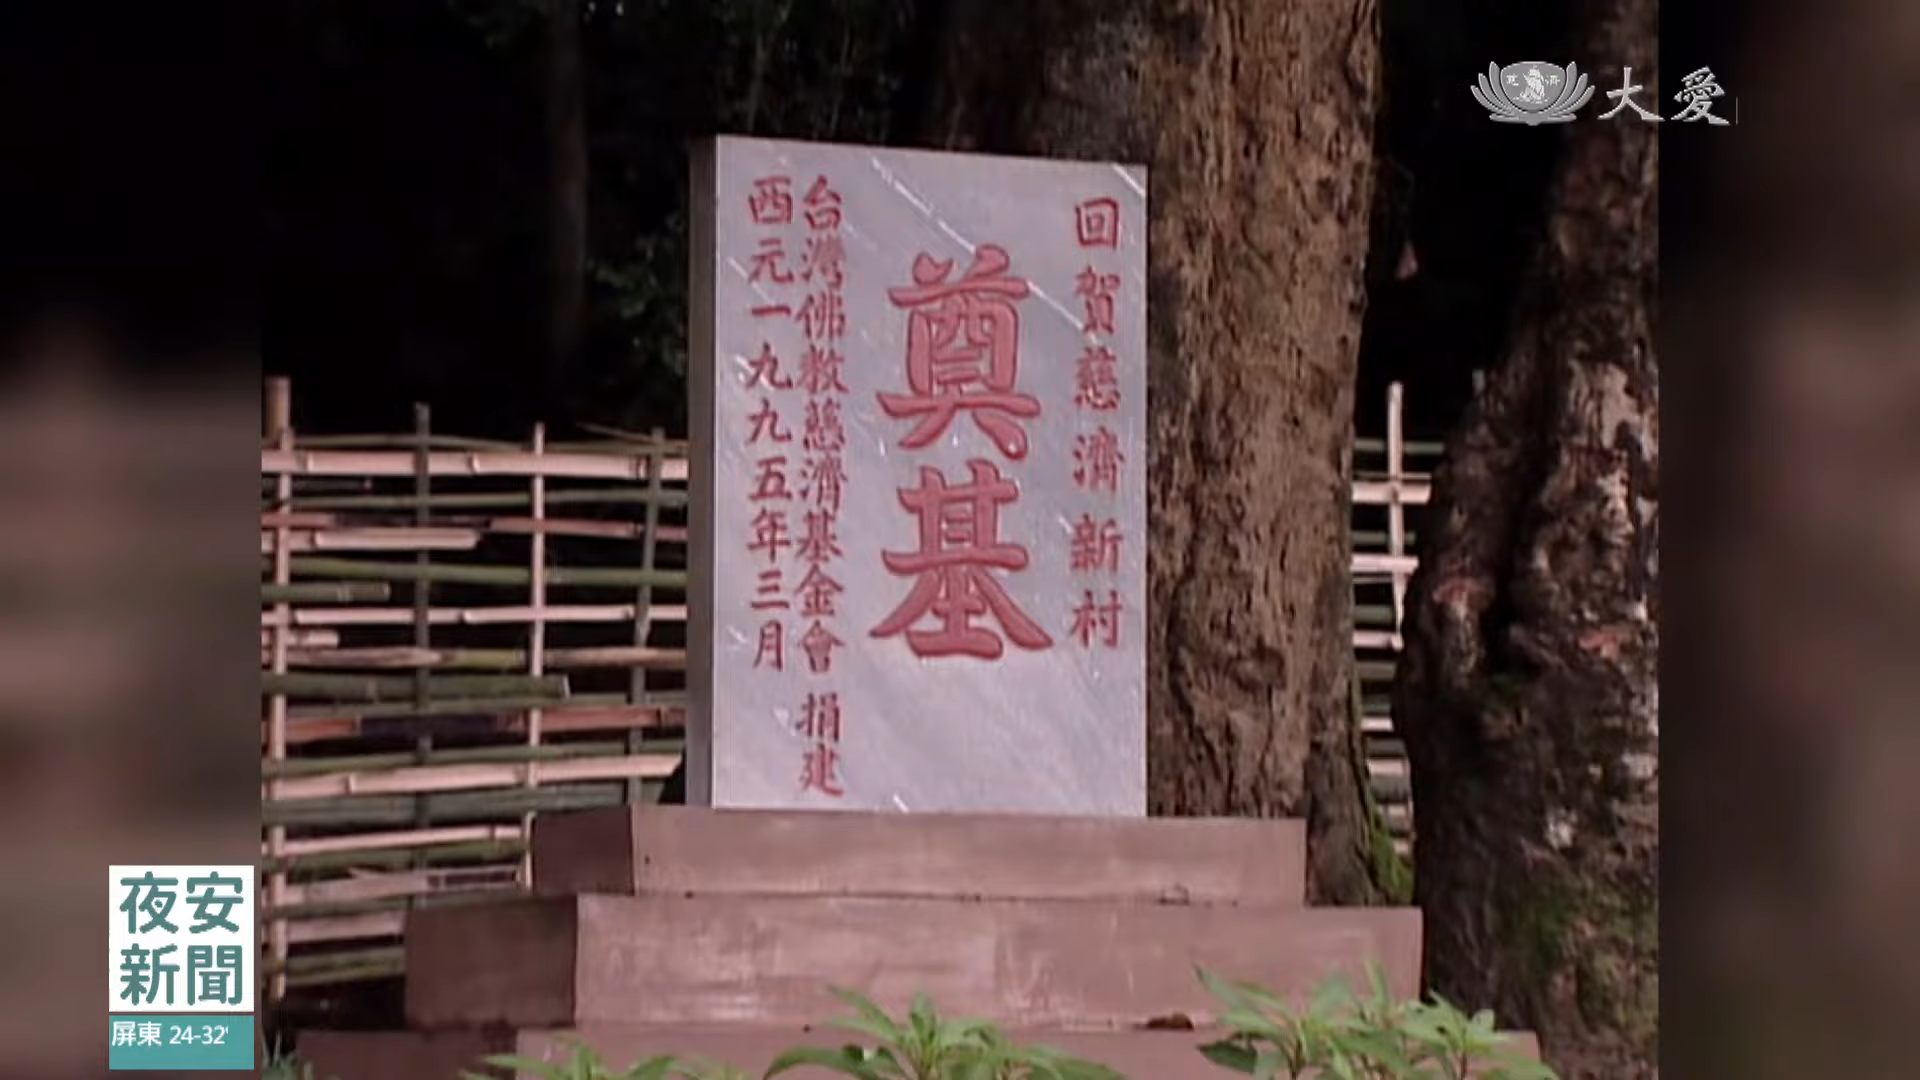 大愛
回賀慈濟新村
奠基
台灣佛教慈濟基金會 捐建
西元一九九五年三月
夜安
新聞
屏東 24-32°